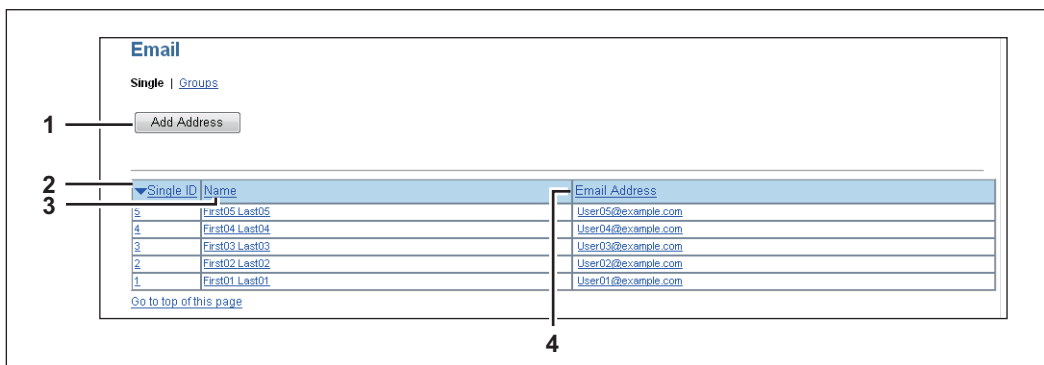 Email
Single | Groups
1 Add Address
2 Single ID Name Email Address
3
5 First05 Last05 User05@example.com
4 First04 Last04 User04@example.com
3 First03 Last03 User03@example.com
2 First02 Last02 User02@example.com
1 First01 Last01 User01@example.com
Go to top of this page
4